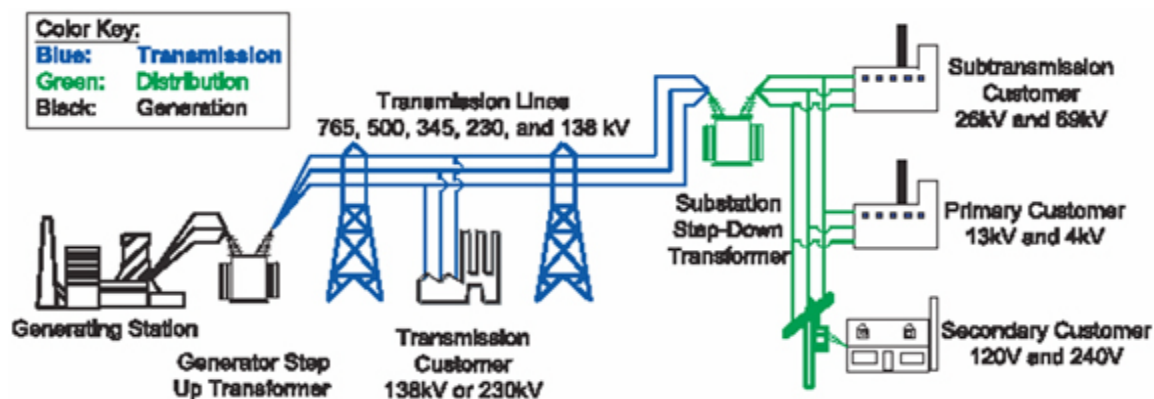 Color Key:
Blue: Transmission
Green: Distribution
Black: Generation
Transmission Lines
765, 500, 345, 230, and 138 kV
Subtransmission
Customer
26kV and 69kV
Substation
Step-Down
Transformer
Primary Customer
13kV and 4kV
Generating Station
Generator Step
Up Transformer
Transmission
Customer
138kV or 230kV
Secondary Customer
120V and 240V